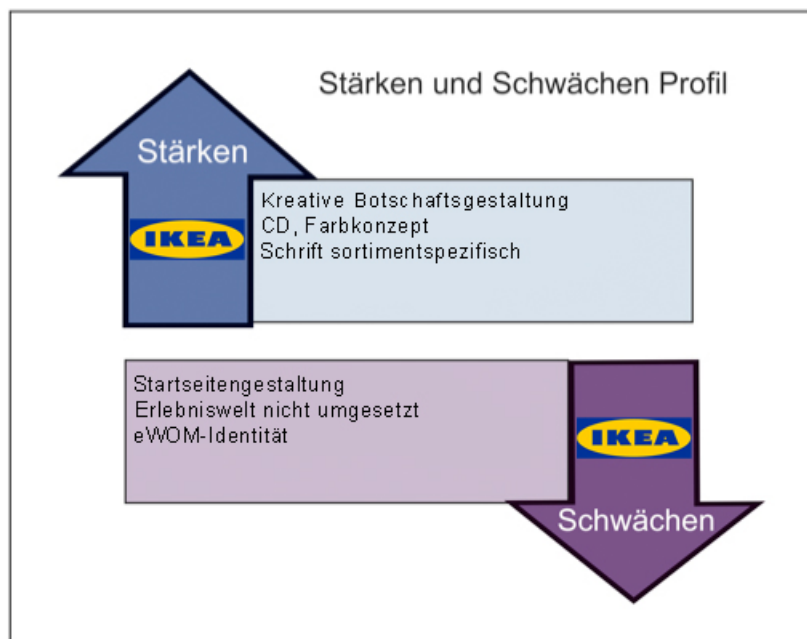 Stärken und Schwächen Profil
Stärken
IKEA
Kreative Botschaftsgestaltung
CD, Farbkonzept
Schrift sortimentspezifisch
Startseitengestaltung
Erlebniswelt nicht umgesetzt
eWOM-Identität
IKEA
Schwächen